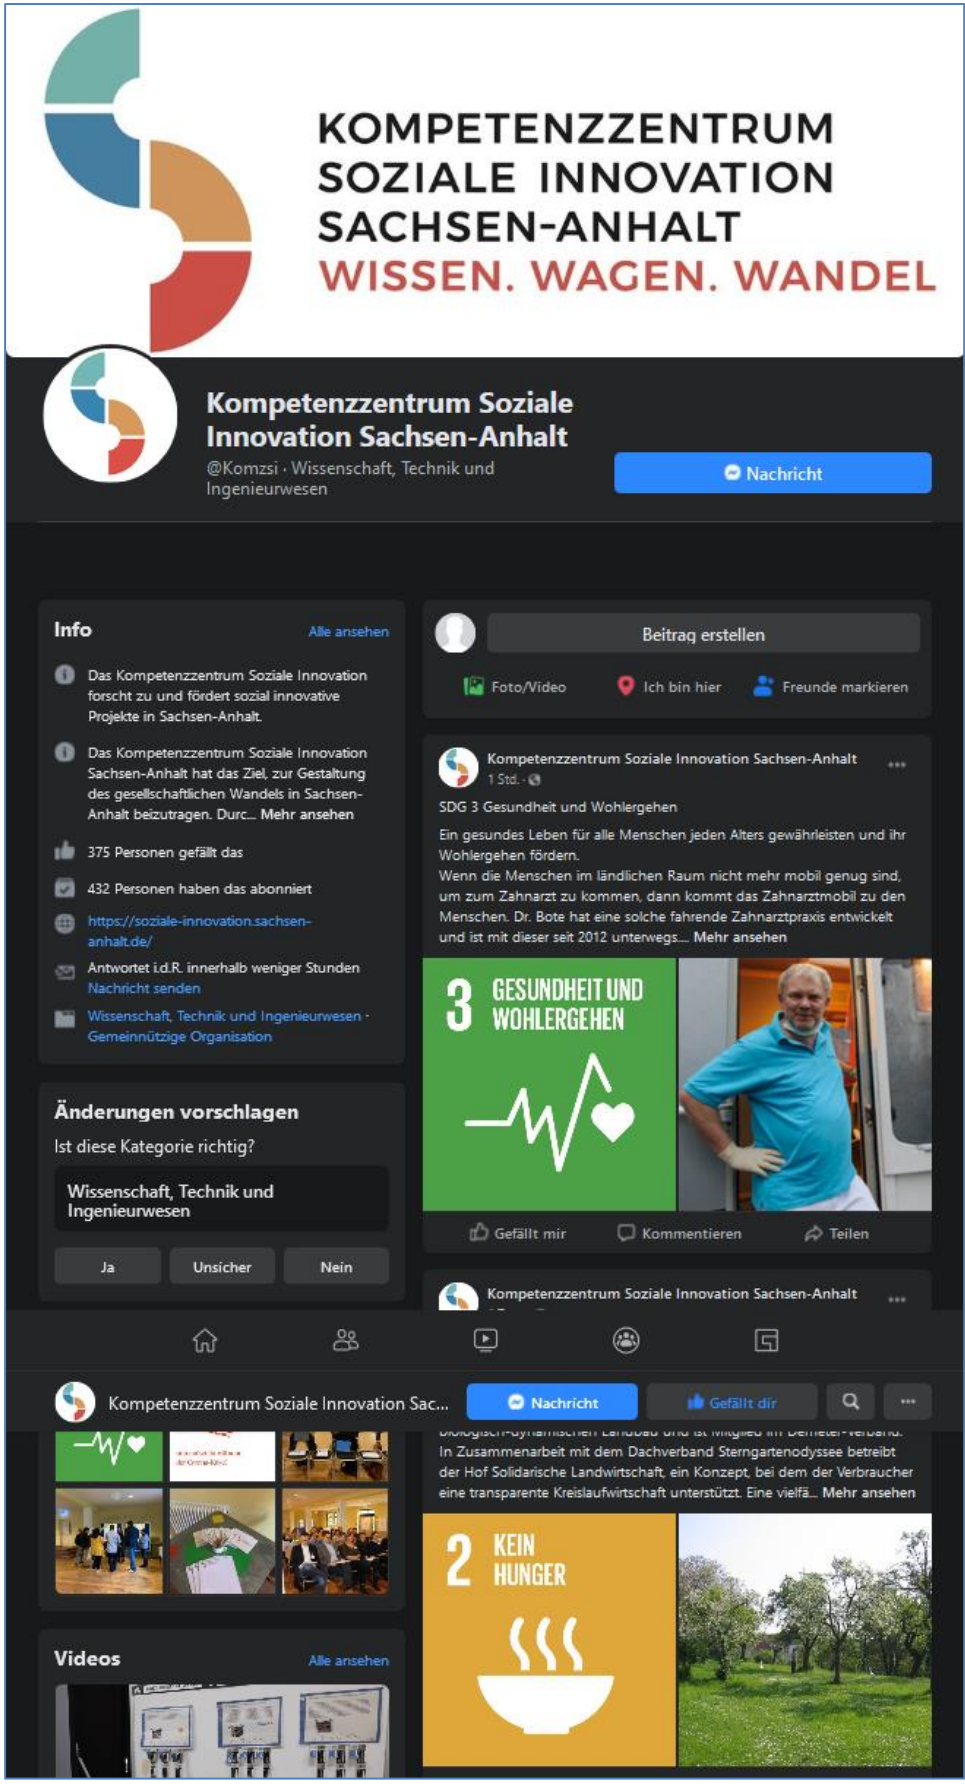 KOMPETENZZENTRUM
SOZIALE INNOVATION
SACHSEN-ANHALT
WISSEN. WAGEN. WANDEL
Kompetenzzentrum Soziale
Innovation Sachsen-Anhalt
@Komzsi · Wissenschaft, Technik und
Ingenieurwesen
Nachricht
Info
Alle ansehen
Das Kompetenzzentrum Soziale Innovation
forscht zu und fördert sozial innovative
Projekte in Sachsen-Anhalt.
Das Kompetenzzentrum Soziale Innovation
Sachsen-Anhalt hat das Ziel, zur Gestaltung
des gesellschaftlichen Wandels in Sachsen-
Anhalt beizutragen. Durc... Mehr ansehen
375 Personen gefällt das
432 Personen haben das abonniert
https://soziale-innovation.sachsen-
anhalt.de/
Antwortet i.d.R. innerhalb weniger Stunden
Nachricht senden
Wissenschaft, Technik und Ingenieurwesen ·
Gemeinnützige Organisation
Änderungen vorschlagen
Ist diese Kategorie richtig?
Wissenschaft, Technik und
Ingenieurwesen
Ja
Unsicher
Nein
Beitrag erstellen
Foto/Video
Ich bin hier
Freunde markieren
Kompetenzzentrum Soziale Innovation Sachsen-Anhalt
1 Std. ·
SDG 3 Gesundheit und Wohlergehen
Ein gesundes Leben für alle Menschen jeden Alters gewährleisten und ihr
Wohlergehen fördern.
Wenn die Menschen im ländlichen Raum nicht mehr mobil genug sind,
um zum Zahnarzt zu kommen, dann kommt das Zahnarztmobil zu den
Menschen. Dr. Bote hat eine solche fahrende Zahnarztpraxis entwickelt
und ist mit dieser seit 2012 unterwegs.... Mehr ansehen
3 GESUNDHEIT UND
WOHLERGEHEN
Gefällt mir
Kommentieren
Teilen
Kompetenzzentrum Soziale Innovation Sachsen-Anhalt
Kompetenzzentrum Soziale Innovation Sac...
Nachricht
Gefällt dir
biologisch-dynamischen Landbau und ist Mitglied im Demeter-Verband.
In Zusammenarbeit mit dem Dachverband Sterngartenodyssee betreibt
der Hof Solidarische Landwirtschaft, ein Konzept, bei dem der Verbraucher
eine transparente Kreislaufwirtschaft unterstützt. Eine vielfä... Mehr ansehen
2 KEIN
HUNGER
Videos
Alle ansehen